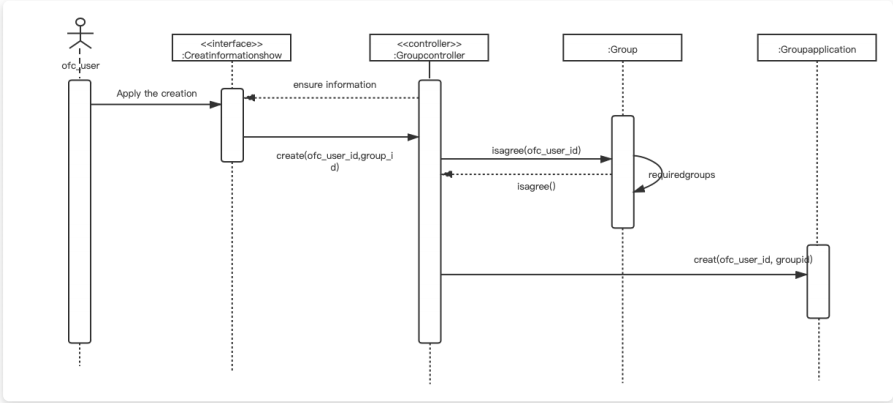 <<interface>>
:Creatinformationshow
<<controller>>
:Groupcontroller
:Group
:Groupapplication
ofc_user
Apply the creation
ensure information
create(ofc_user_id,group_i
d)
isagree(ofc_user_id)
requiredgroups
isagree()
creat(ofc_user_id, groupid)